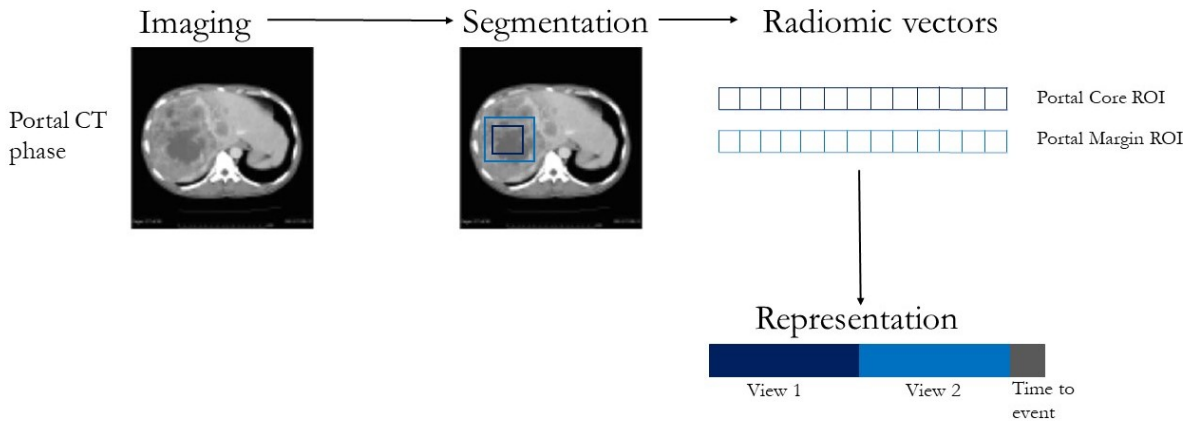 Imaging
Segmentation
Radiomic vectors
Portal CT
phase
Portal Core ROI
Portal Margin ROI
Representation
View 1
View 2
Time to
event